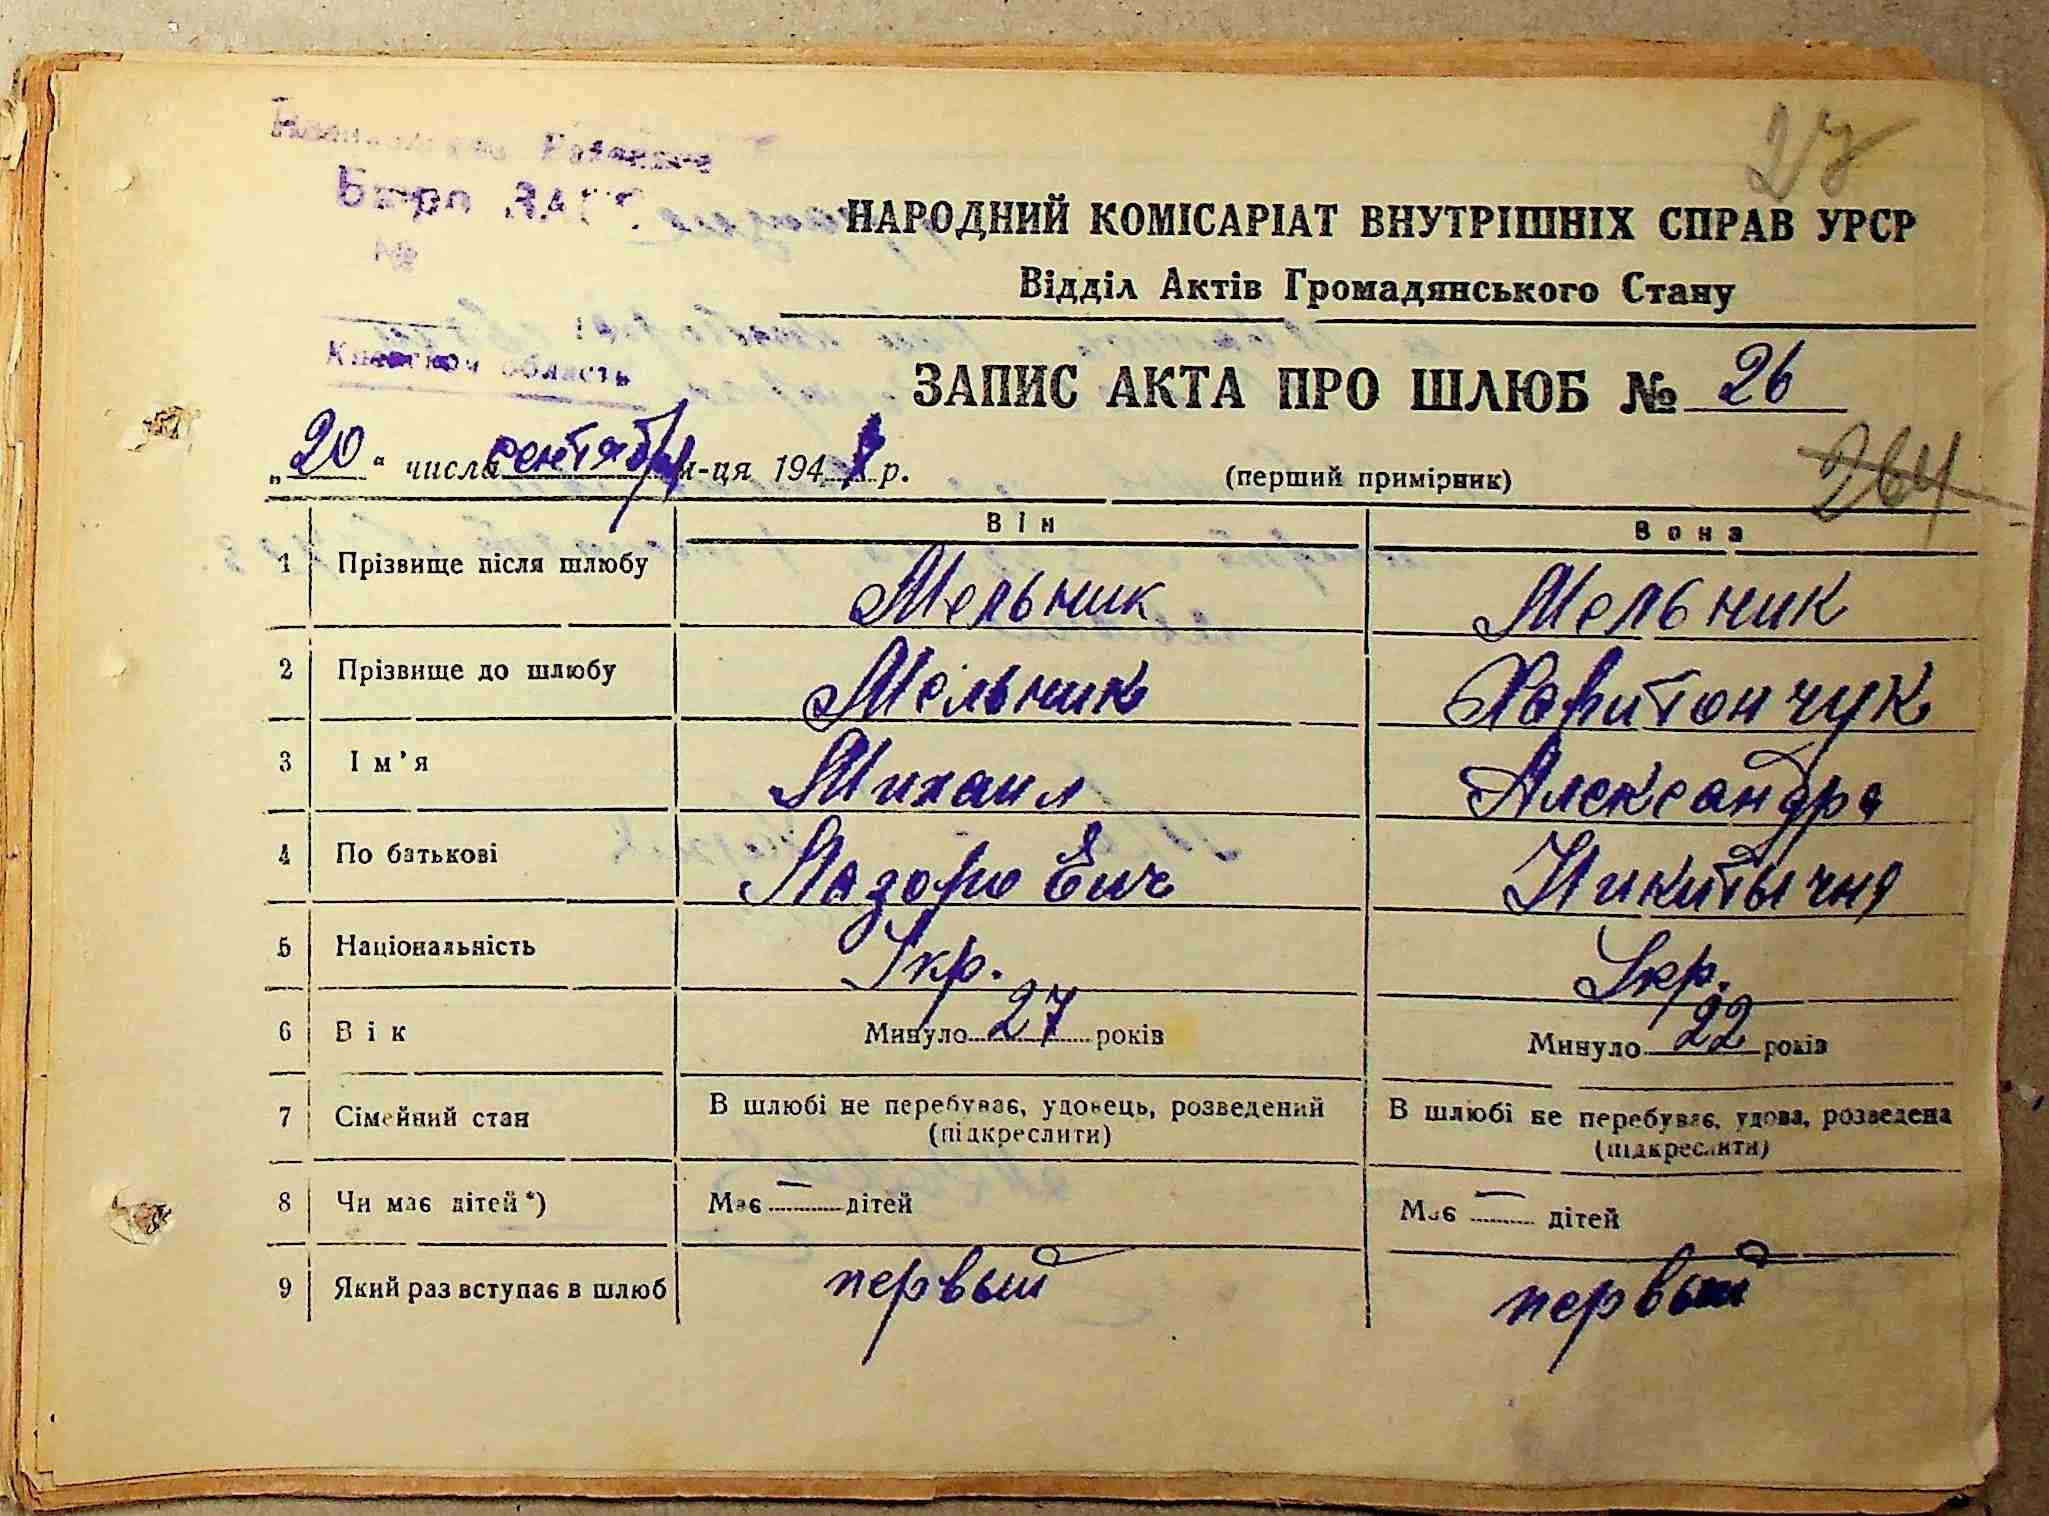 27
Бюро ЗАГС
№
НАРОДНИЙ КОМІСАРІАТ ВНУТРІШНІХ СПРАВ УРСР
Відділ Актів Громадянського Стану
Киевской области
ЗАПИС АКТА ПРО ШЛЮБ № 26
„20“ числа сентября м-ця 194 р.
(перший примірник)
264
Він Вона
1 Прізвище після шлюбу Мельник Мельник
2 Прізвище до шлюбу Мельник Харитончук
3 Ім'я Михаил Александра
4 По батькові Лазорович Никитычна
5 Національність Укр. Укр.
6 Вік Минуло 27 років Минуло 22 років
7 Сімейний стан В шлюбі не перебуває, удовець, розведений В шлюбі не перебуває, удова, розведена
(підкреслити) (підкреслити)
8 Чи має дітей *) Має — дітей Має — дітей
9 Який раз вступає в шлюб первый первый